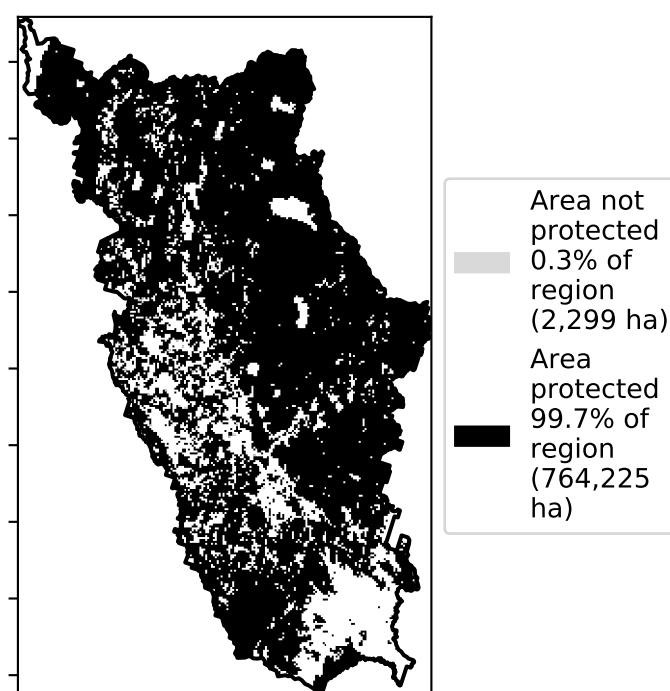 Area not
protected
0.3% of
region
(2,299 ha)
Area
protected
99.7% of
region
(764,225
ha)